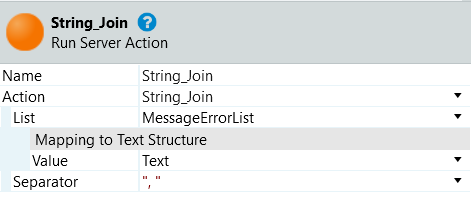 String_Join ?
Run Server Action
Name String_Join
Action String_Join
List MessageErrorList
Mapping to Text Structure
Value Text
Separator ", "